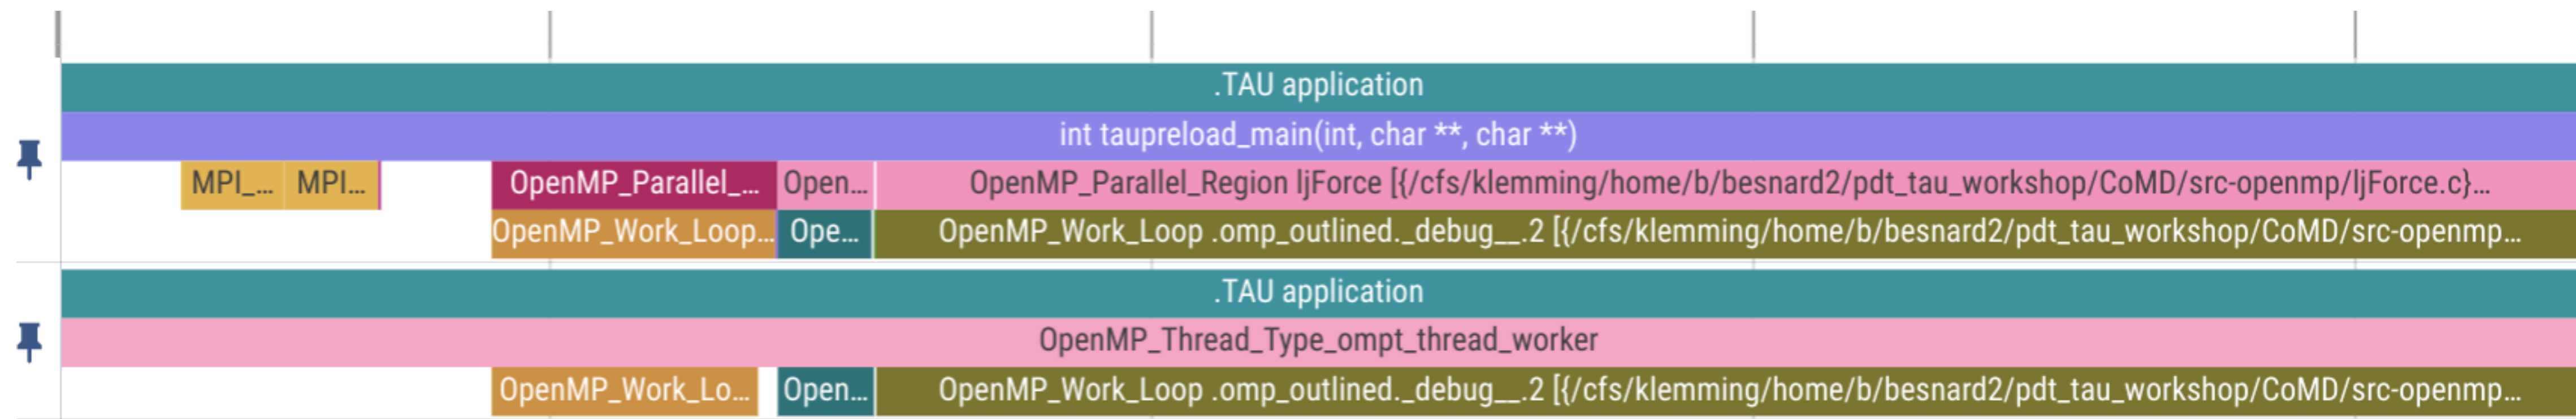 .TAU application
int taupreload_main(int, char **, char **)
MPI_... MPI... OpenMP_Parallel_... Open... OpenMP_Parallel_Region ljForce [{/cfs/klemming/home/b/besnard2/pdt_tau_workshop/CoMD/src-openmp/ljForce.c}...
OpenMP_Work_Loop... Ope... OpenMP_Work_Loop .omp_outlined._debug__.2 [{/cfs/klemming/home/b/besnard2/pdt_tau_workshop/CoMD/src-openmp...
.TAU application
OpenMP_Thread_Type_ompt_thread_worker
OpenMP_Work_Lo... Open... OpenMP_Work_Loop .omp_outlined._debug__.2 [{/cfs/klemming/home/b/besnard2/pdt_tau_workshop/CoMD/src-openmp...